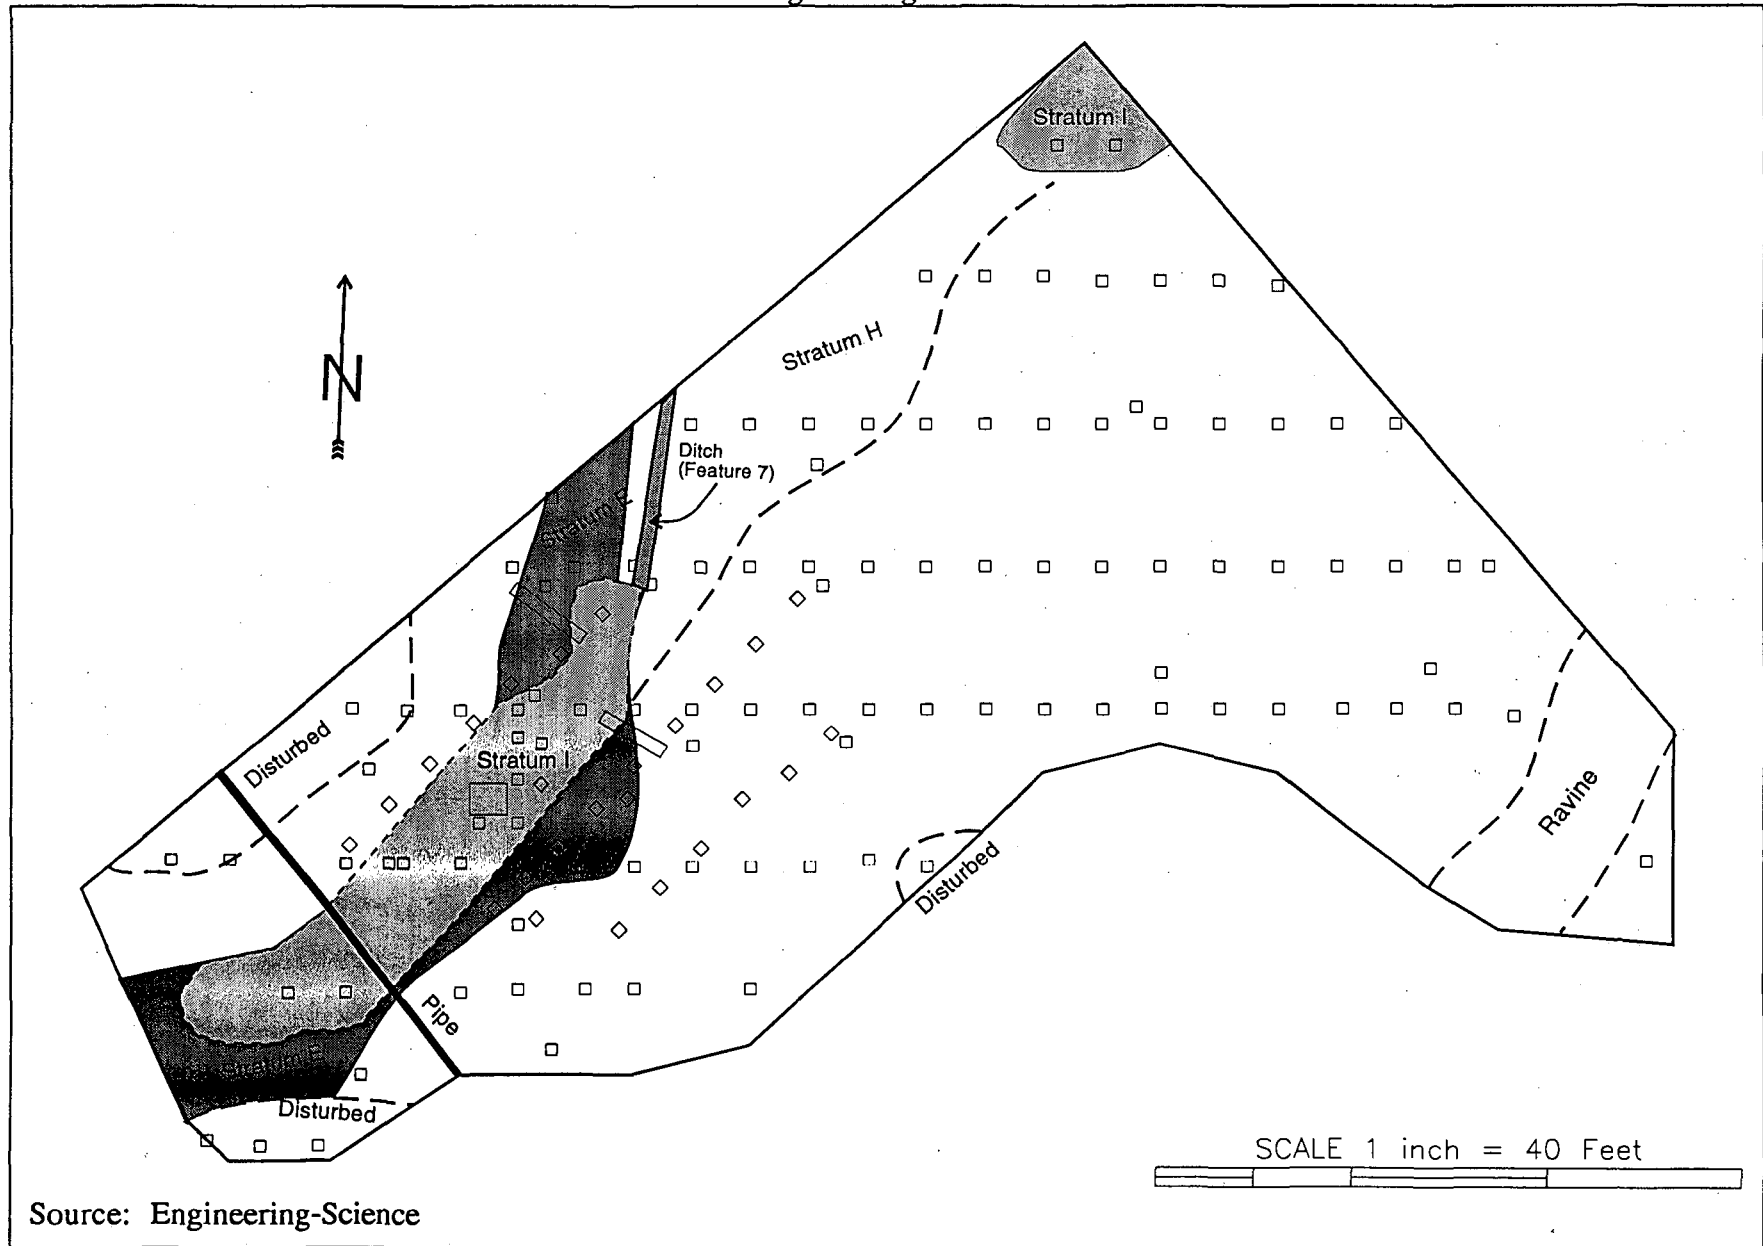 Stratum I
N
Stratum H
Ditch
(Feature 7)
Stratum E
Disturbed
Stratum I
Ravine
Disturbed
Pipe
Stratum E
Disturbed
SCALE 1 inch = 40 Feet
Source: Engineering-Science